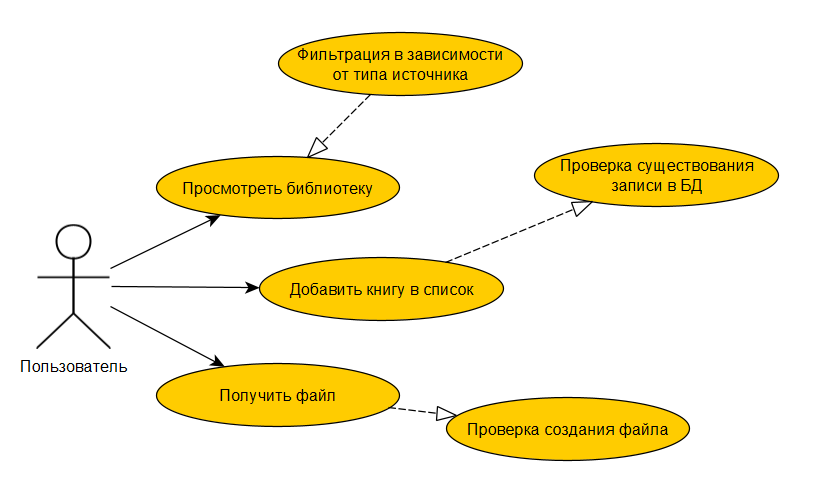 Фильтрация в зависимости
от типа источника
Проверка существования
записи в БД
Просмотреть библиотеку
Добавить книгу в список
Пользователь
Получить файл
Проверка создания файла